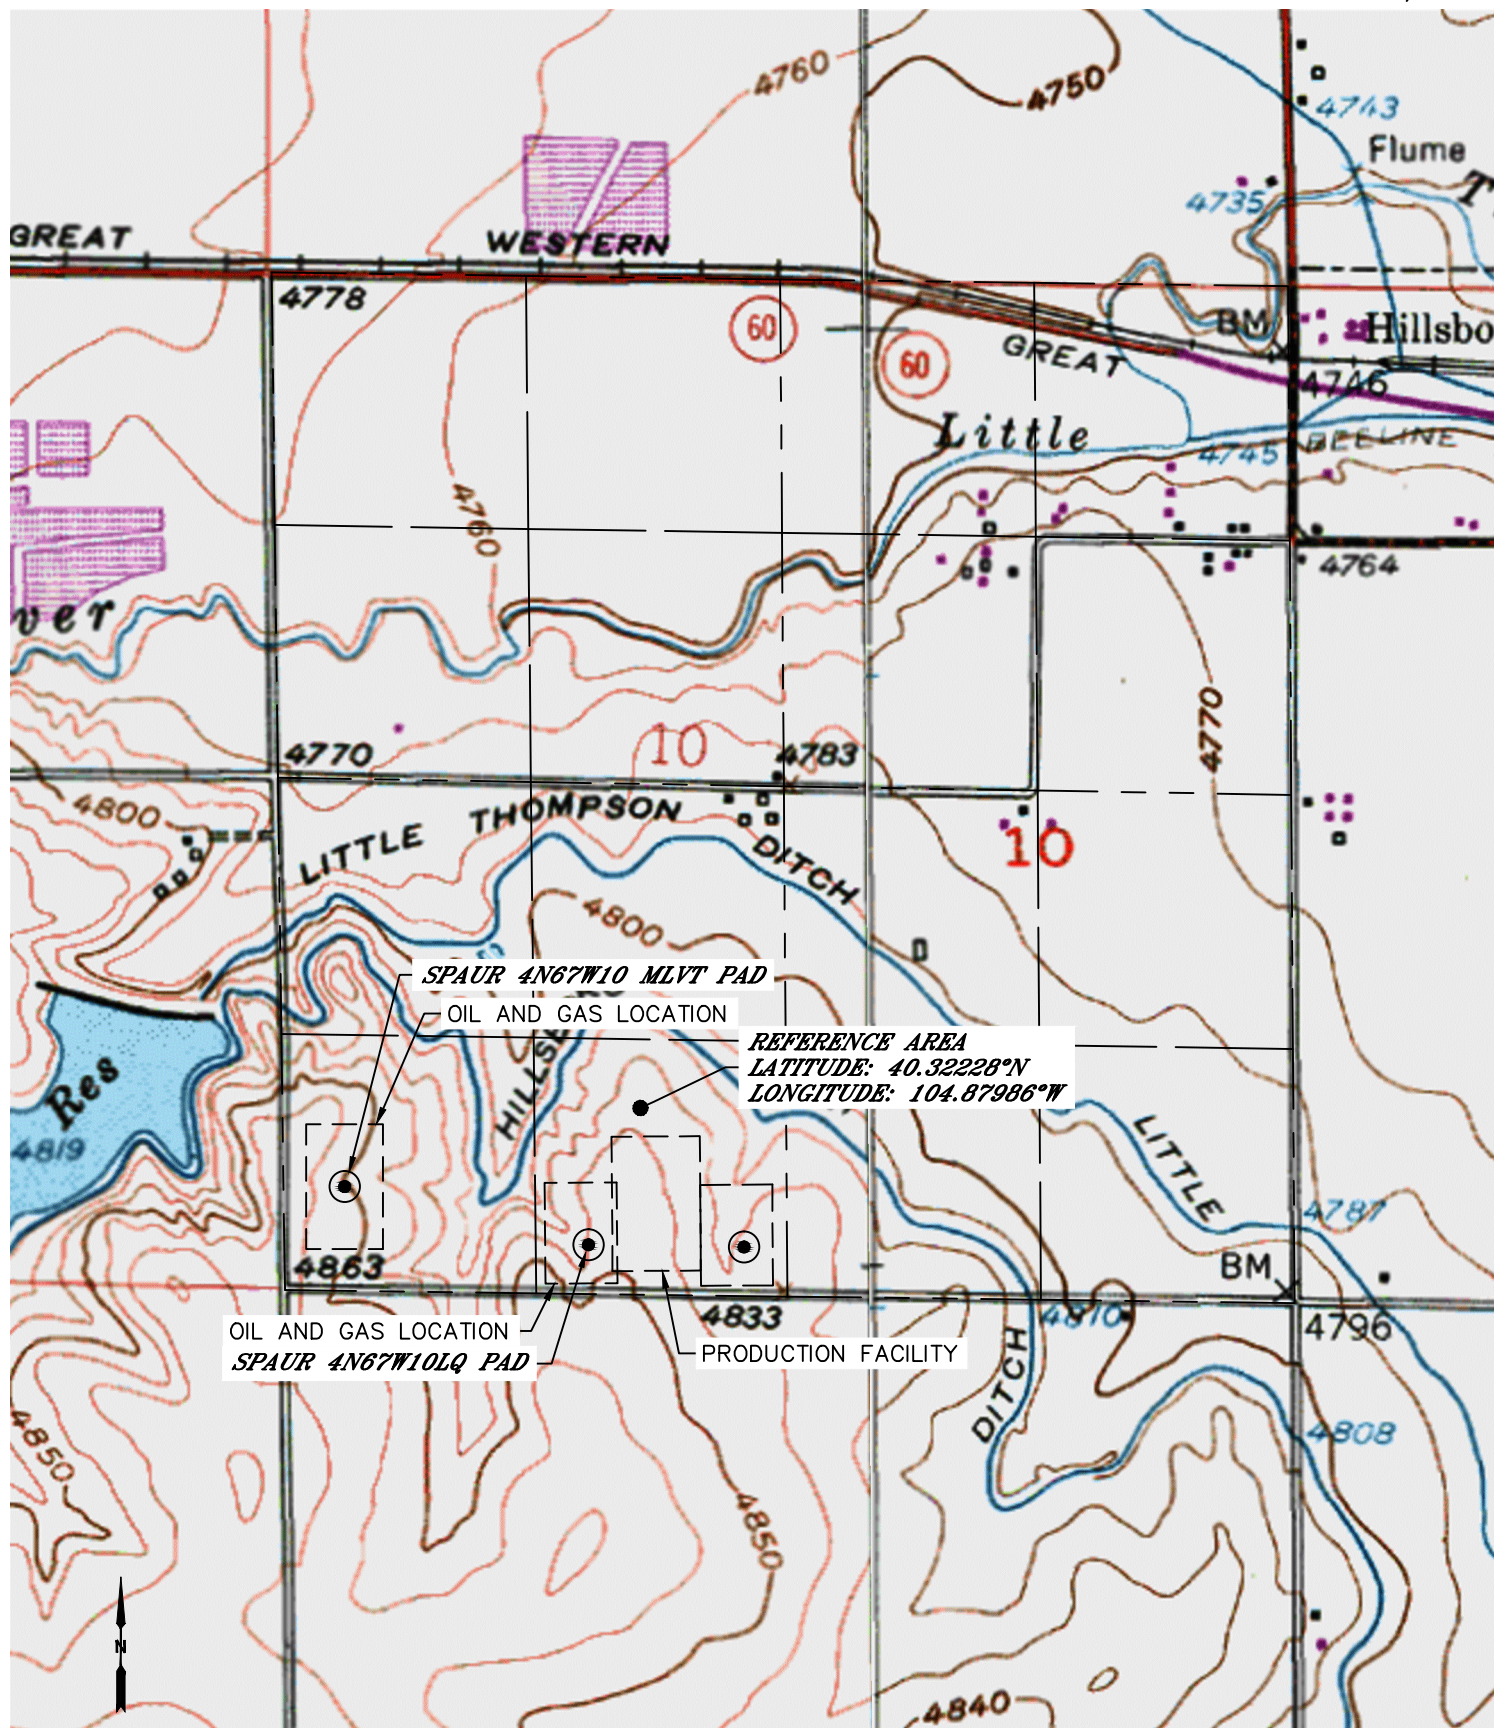 4760
4750
4743
Flume
T
4735
GREAT
WESTERN
4778
60
BM
Hillsbo
60
GREAT
4746
Little
BEELINE
4745
4760
4764
ver
4770
10
4770
4783
4800
LITTLE THOMPSON DITCH
10
4800
SPAUR 4N67W10 MLVT PAD
OIL AND GAS LOCATION
REFERENCE AREA
LATITUDE: 40.32228°N
LONGITUDE: 104.87986°W
Res
HILLSB
4819
LITTLE
4787
4863
BM
4833
4810
OIL AND GAS LOCATION
4796
SPAUR 4N67W10LQ PAD
PRODUCTION FACILITY
DITCH
4850
4808
4850
N
4840